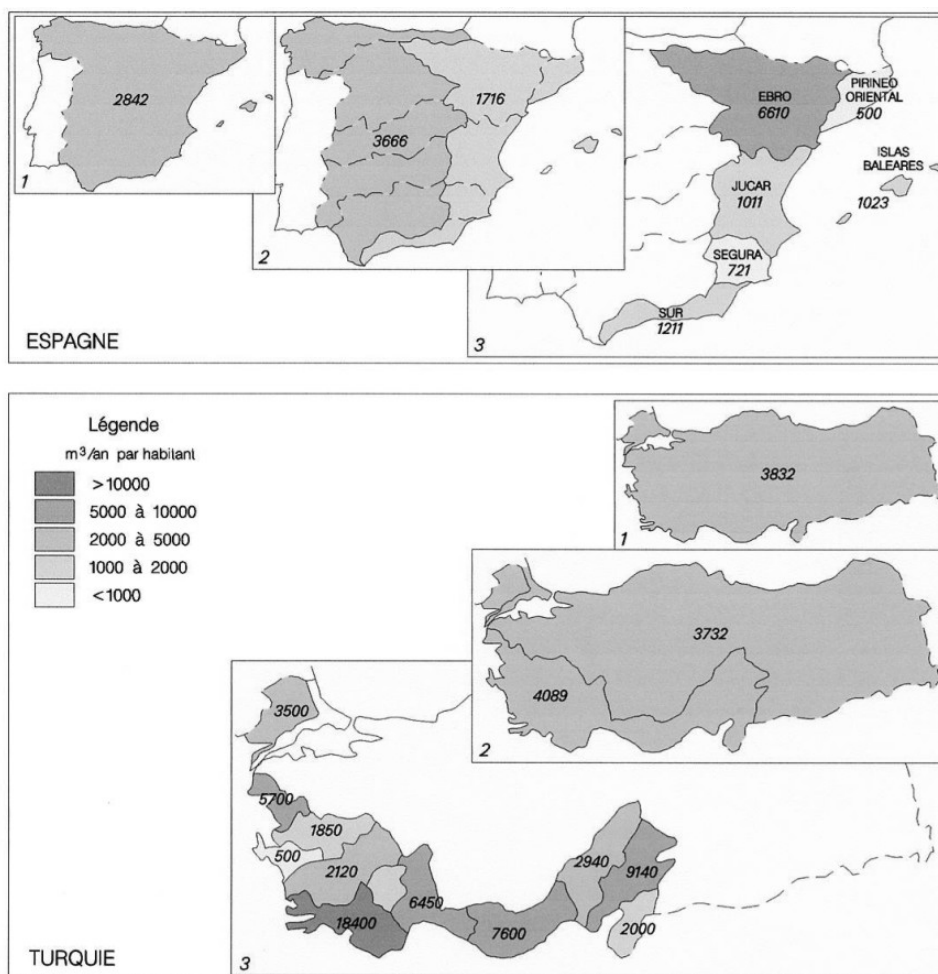 2842
1
1716
3666
2
EBRO
6610
PIRINEO
ORIENTAL
500
ISLAS
BALEARES
1023
JUCAR
1011
SEGURA
721
SUR
1211
3
ESPAGNE
Légende
m³/an par habitant
>10000
5000 à 10000
2000 à 5000
1000 à 2000
<1000
3832
1
3732
4089
2
3500
5700
1850
500
2120
18400
6450
7600
2940
9140
2000
3
TURQUIE